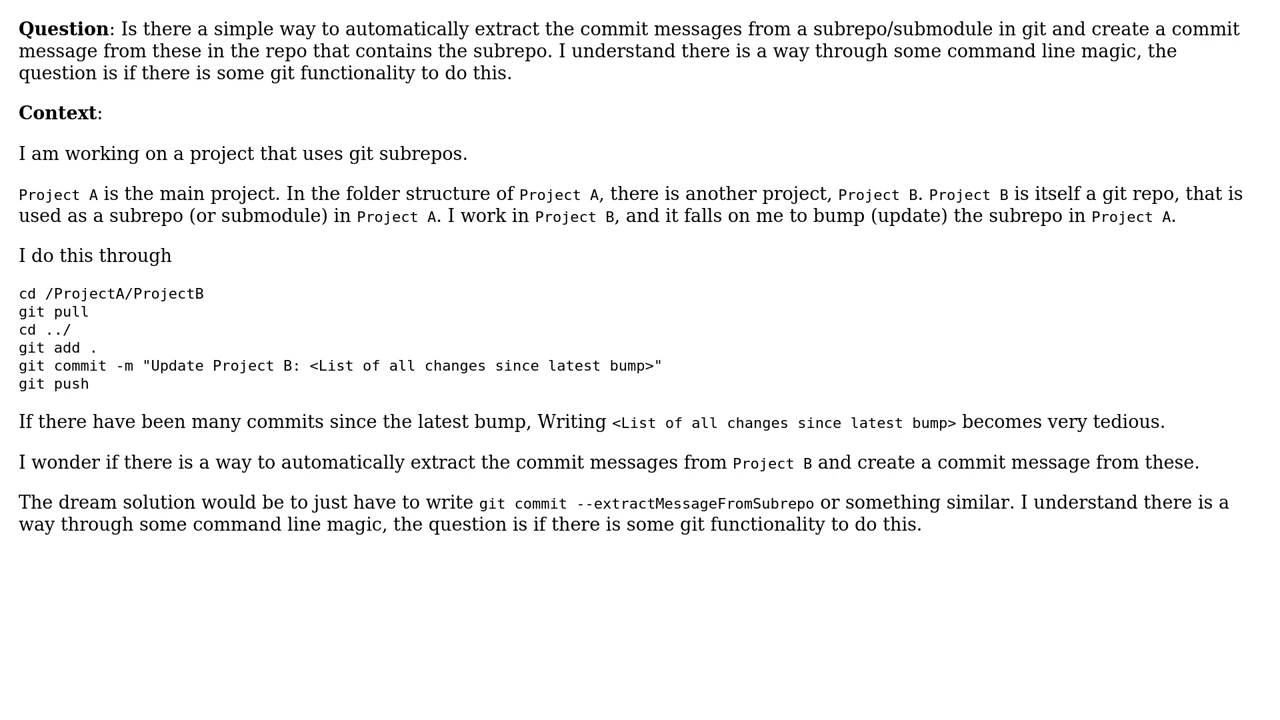 Question: Is there a simple way to automatically extract the commit messages from a subrepo/submodule in git and create a commit
message from these in the repo that contains the subrepo. I understand there is a way through some command line magic, the
question is if there is some git functionality to do this.
Context:
I am working on a project that uses git subrepos.
Project A is the main project. In the folder structure of Project A, there is another project, Project B. Project B is itself a git repo, that is
used as a subrepo (or submodule) in Project A. I work in Project B, and it falls on me to bump (update) the subrepo in Project A.
I do this through
cd /ProjectA/ProjectB
git pull
cd ../
git add .
git commit -m "Update Project B: <List of all changes since latest bump>"
git push
If there have been many commits since the latest bump, Writing <List of all changes since latest bump> becomes very tedious.
I wonder if there is a way to automatically extract the commit messages from Project B and create a commit message from these.
The dream solution would be to just have to write git commit --extractMessageFromSubrepo or something similar. I understand there is a
way through some command line magic, the question is if there is some git functionality to do this.